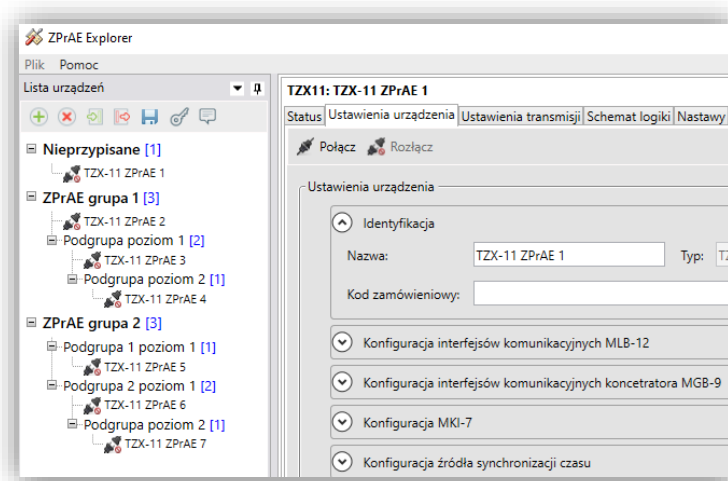 ZPrAE Explorer
Plik Pomoc
Lista urządzeń
Nieprzypisane [1]
TZX-11 ZPrAE 1
ZPrAE grupa 1 [3]
TZX-11 ZPrAE 2
Podgrupa poziom 1 [2]
TZX-11 ZPrAE 3
Podgrupa poziom 2 [1]
TZX-11 ZPrAE 4
ZPrAE grupa 2 [3]
Podgrupa 1 poziom 1 [1]
TZX-11 ZPrAE 5
Podgrupa 2 poziom 1 [2]
TZX-11 ZPrAE 6
Podgrupa poziom 2 [1]
TZX-11 ZPrAE 7
TZX11: TZX-11 ZPrAE 1
Status Ustawienia urządzenia Ustawienia transmisji Schemat logiki Nastawy
Połącz Rozłącz
Ustawienia urządzenia
Identyfikacja
Nazwa: TZX-11 ZPrAE 1 Typ:
Kod zamówieniowy:
Konfiguracja interfejsów komunikacyjnych MLB-12
Konfiguracja interfejsów komunikacyjnych koncetratora MGB-9
Konfiguracja MKI-7
Konfiguracja źródła synchronizacji czasu